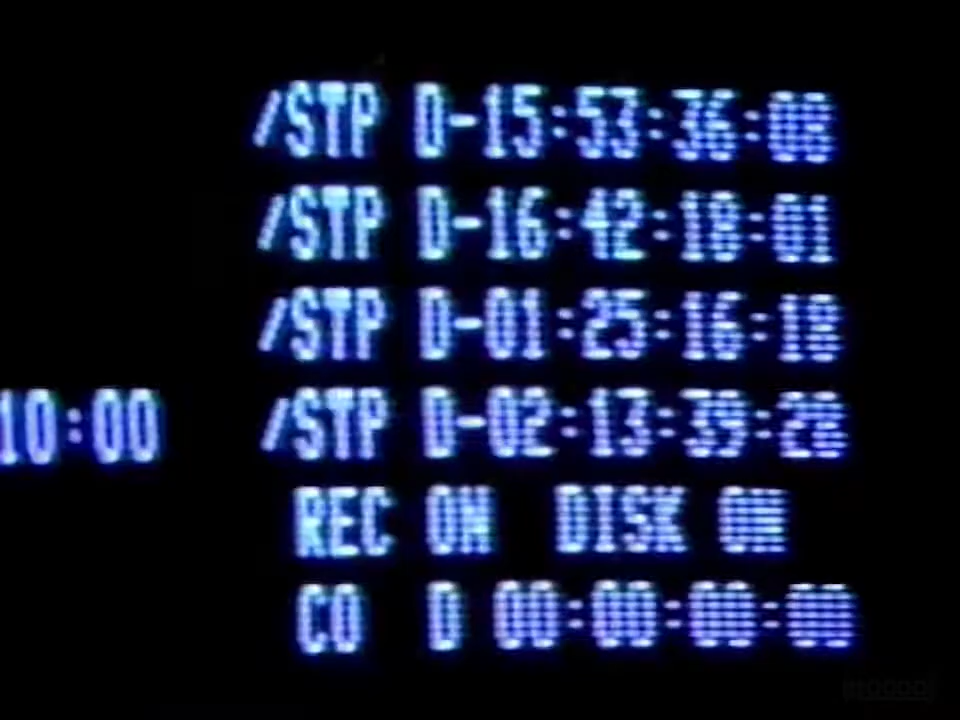 /STP D-15:53:36:08
/STP D-16:42:18:01
/STP D-01:25:16:18
10:00 /STP D-02:13:39:28
REC ON DISK ON
CO D 00:00:00:00